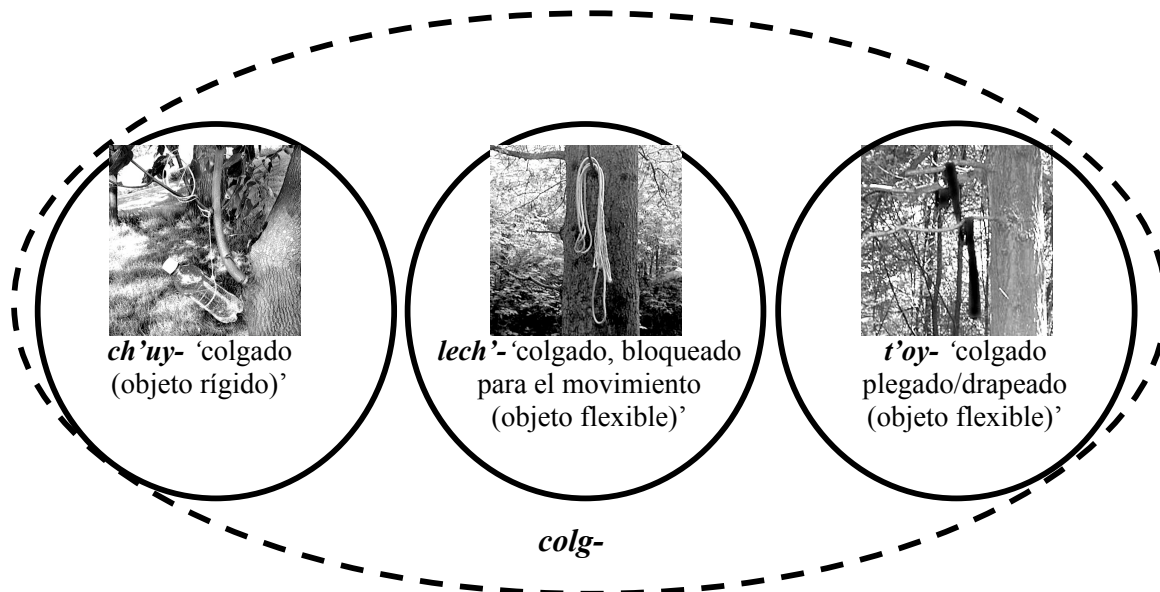 ch’uy- ‘colgado
(objeto rígido)’
lech’- ‘colgado, bloqueado
para el movimiento
(objeto flexible)’
t’oy- ‘colgado
plegado/drapeado
(objeto flexible)’
colg-